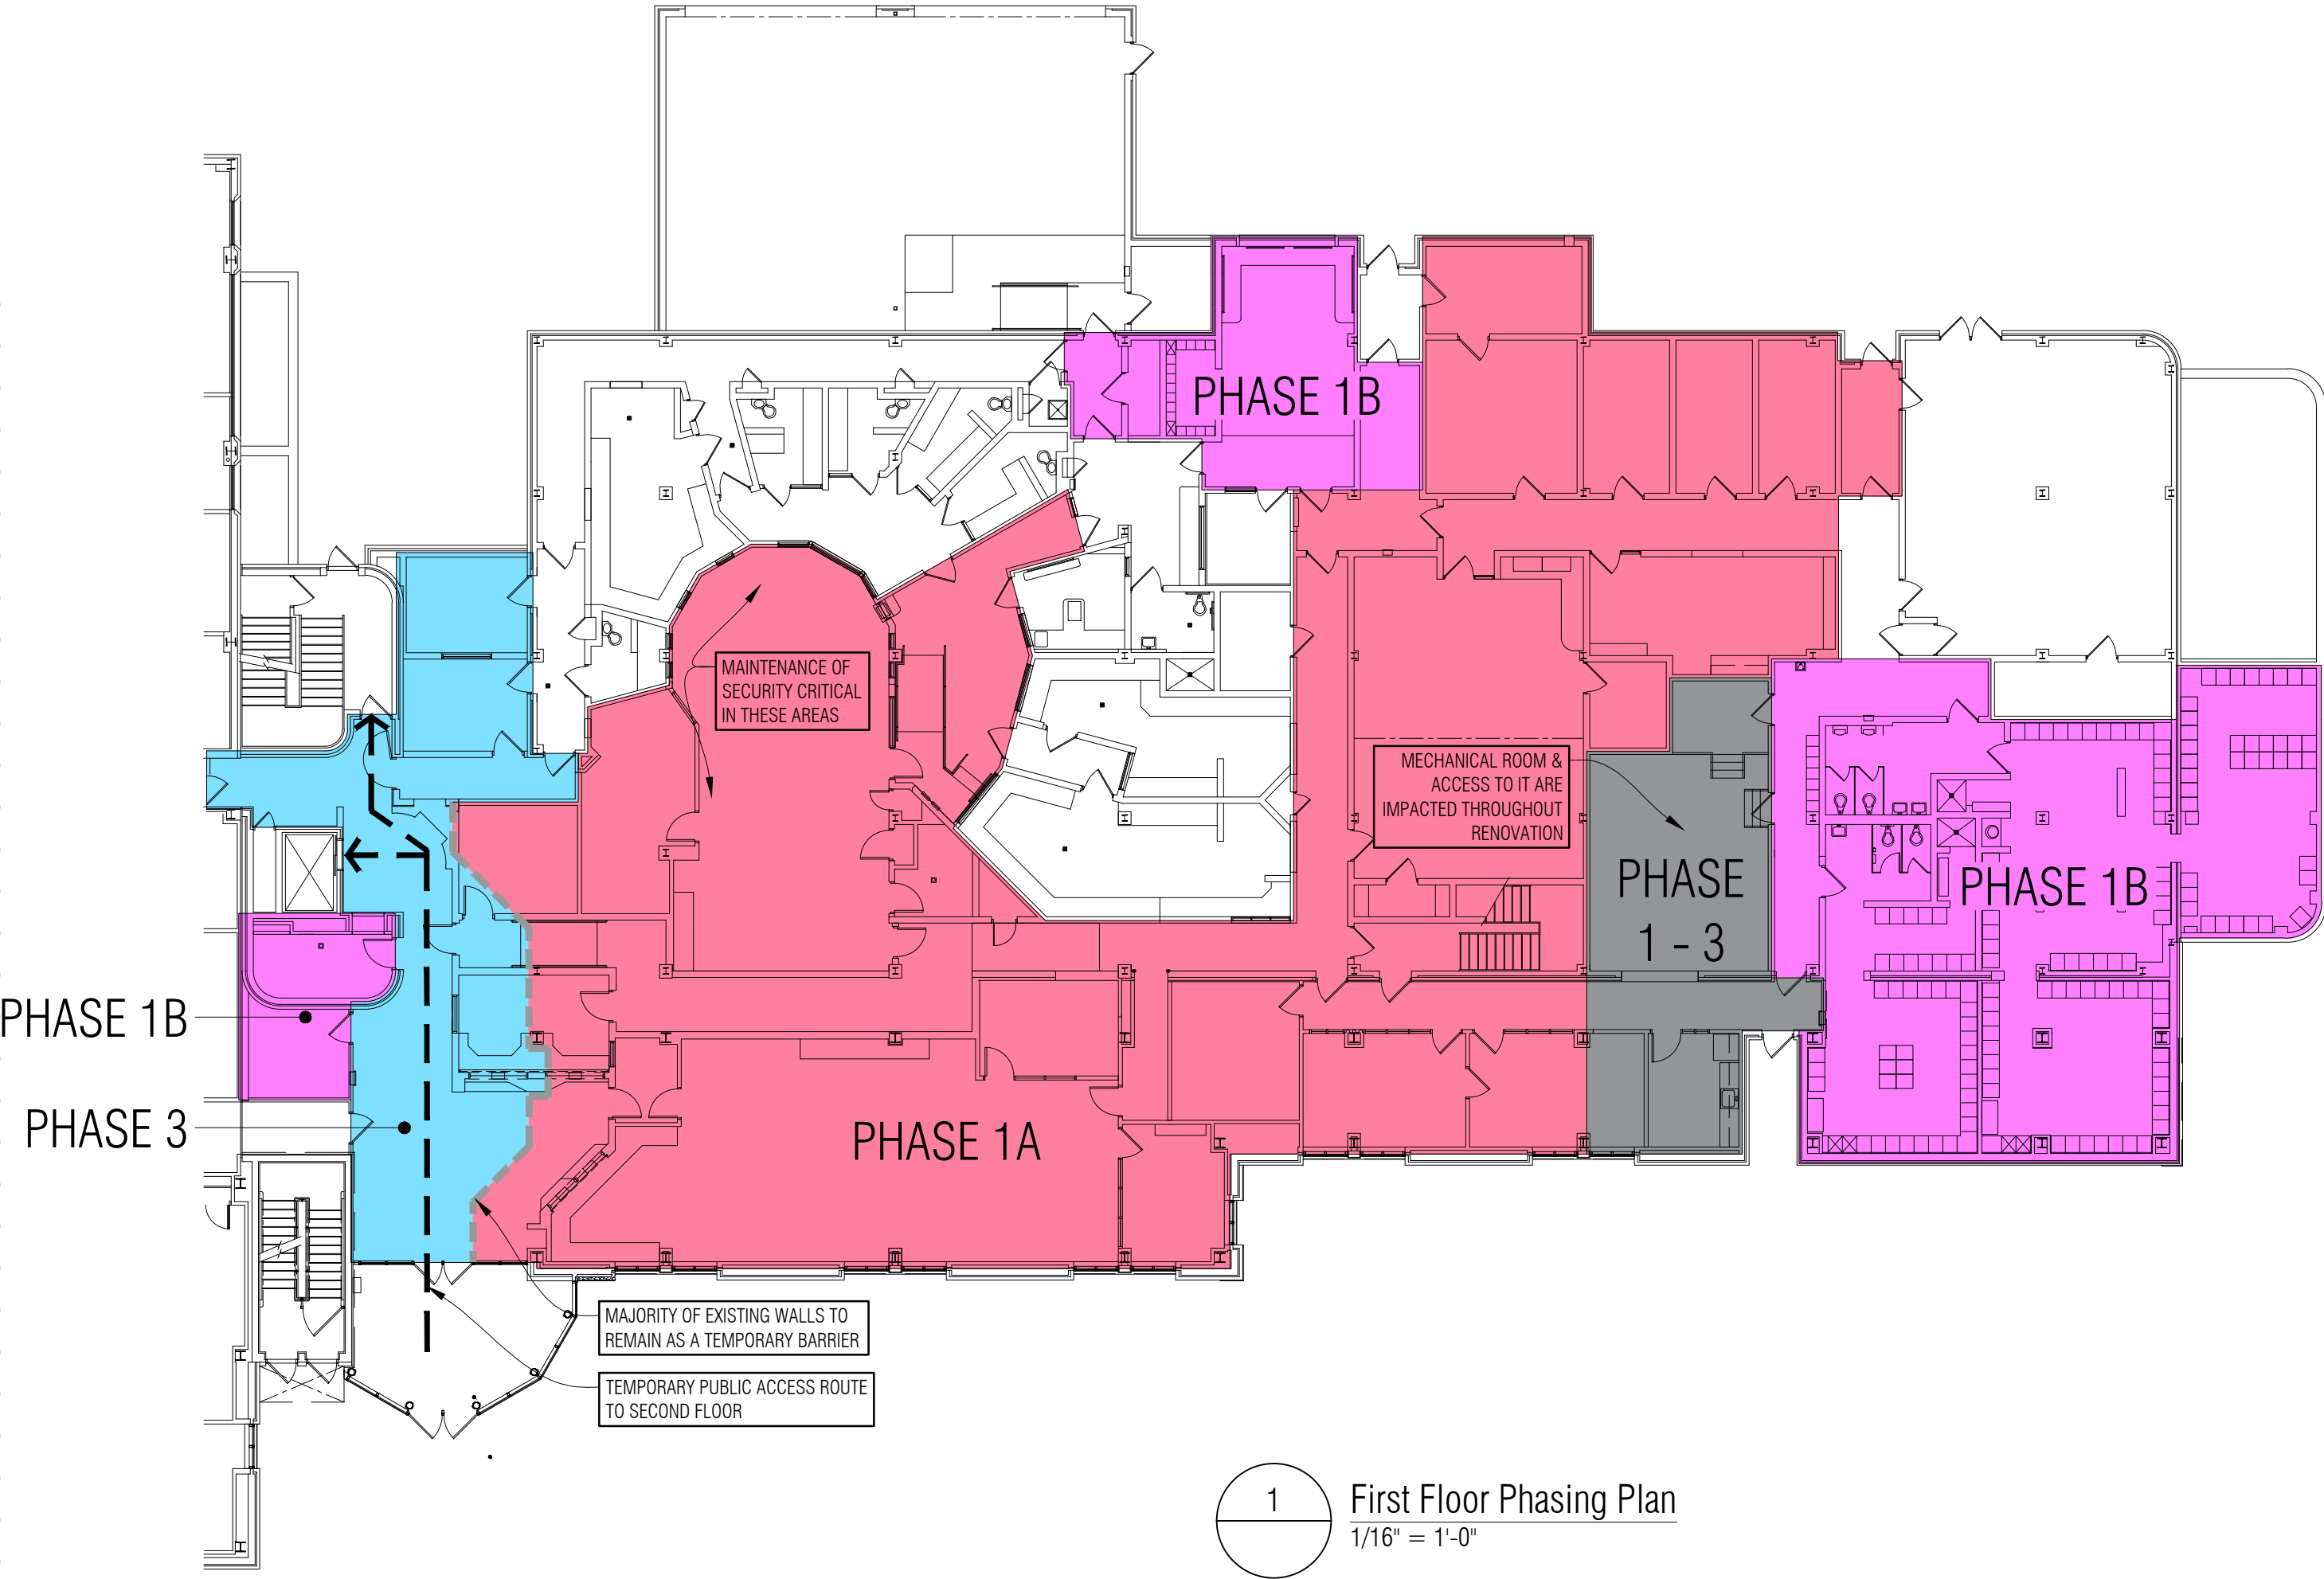 PHASE 1B
MAINTENANCE OF
SECURITY CRITICAL
IN THESE AREAS
MECHANICAL ROOM &
ACCESS TO IT ARE
IMPACTED THROUGHOUT
RENOVATION
PHASE
1 - 3
PHASE 1B
PHASE 1B
PHASE 3
PHASE 1A
MAJORITY OF EXISTING WALLS TO
REMAIN AS A TEMPORARY BARRIER
TEMPORARY PUBLIC ACCESS ROUTE
TO SECOND FLOOR
1
First Floor Phasing Plan
1/16" = 1'-0"